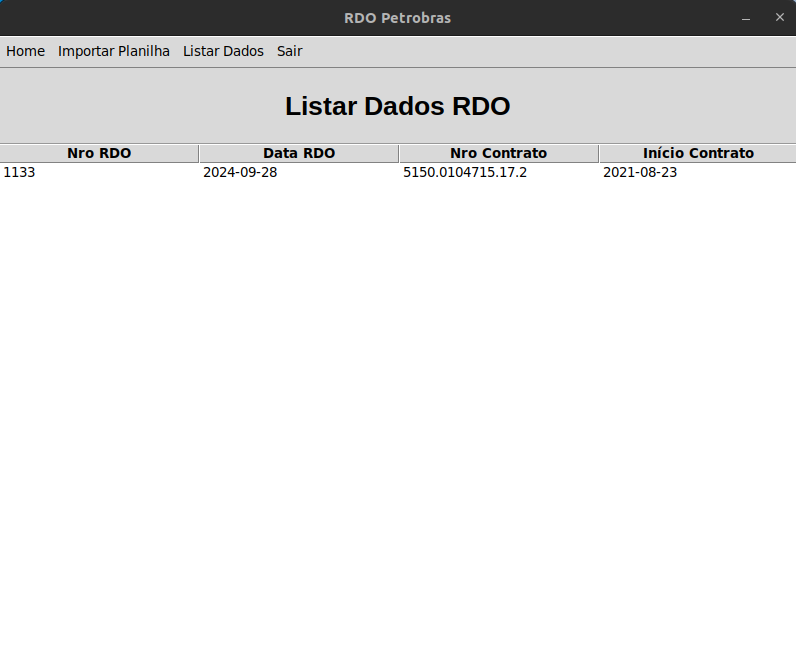 RDO Petrobras
Home Importar Planilha Listar Dados Sair
Listar Dados RDO
Nro RDO Data RDO Nro Contrato Início Contrato
1133 2024-09-28 5150.0104715.17.2 2021-08-23